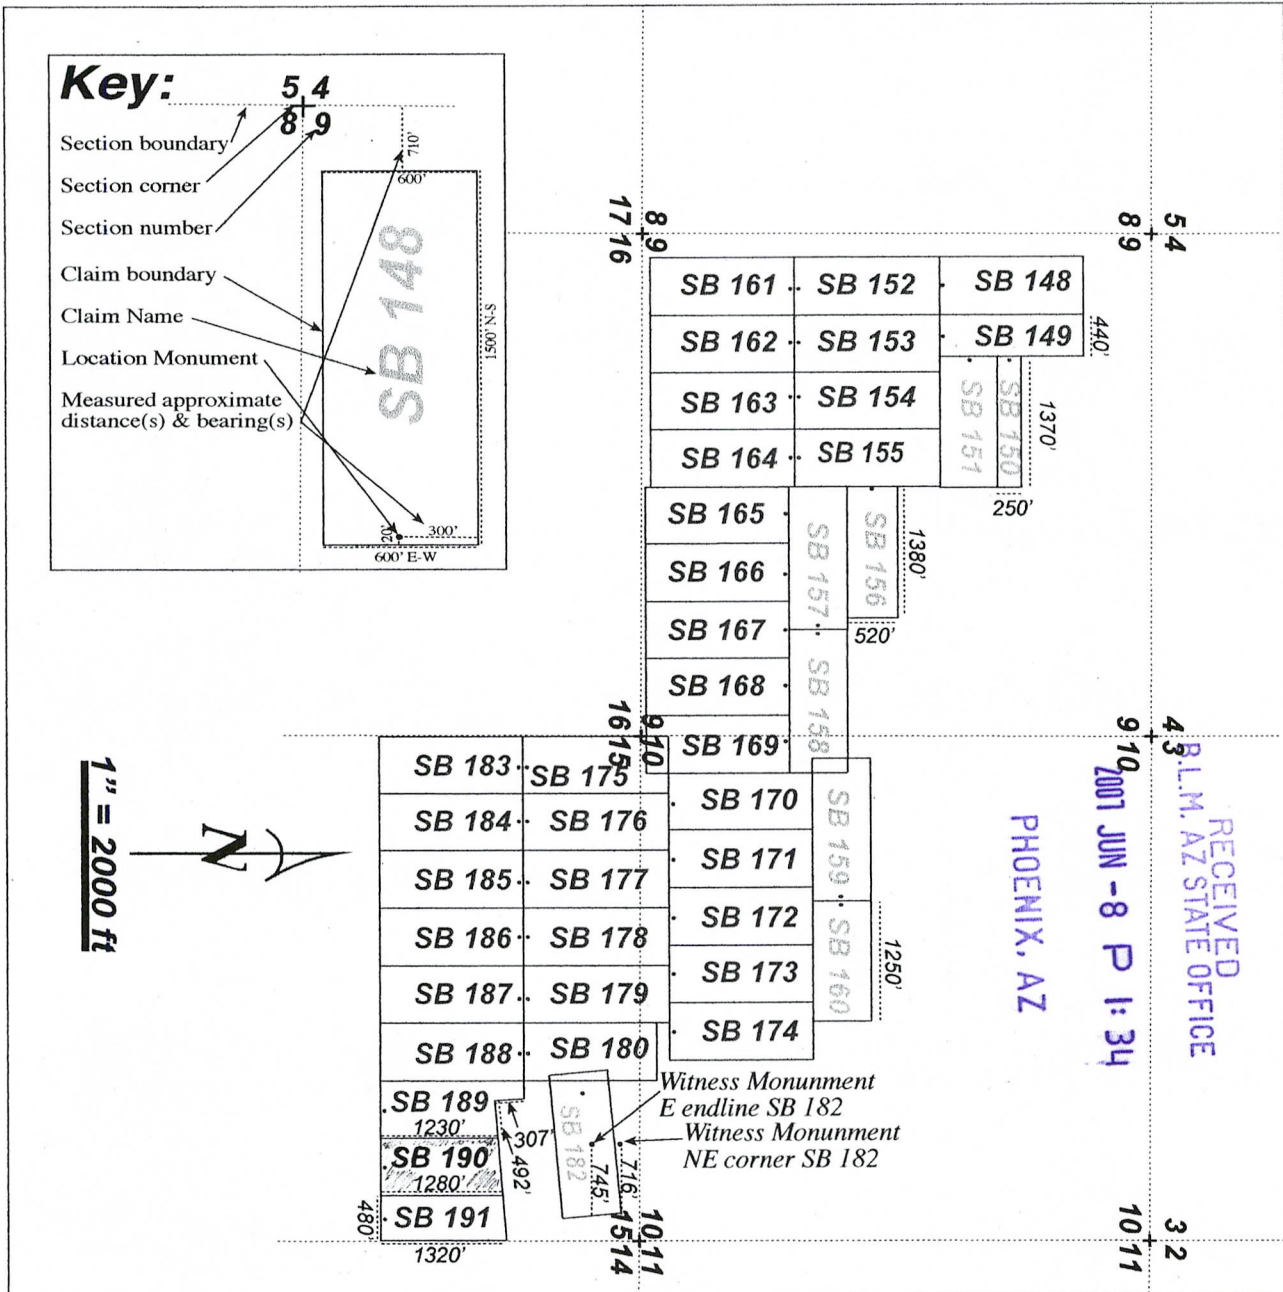 Key:
5 4
8 9
Section boundary
Section corner
Section number
Claim boundary
Claim Name
Location Monument
Measured approximate
distance(s) & bearing(s)
710'
600'
SB 148
1500' N-S
20'
300'
600' E-W
17 8
16 9
8 5
9 4
SB 161
SB 152
SB 148
SB 162
SB 153
SB 149
440'
SB 163
SB 154
SB 151
SB 150
1370'
SB 164
SB 155
250'
SB 165
SB 157
SB 156
1380'
SB 166
SB 167
520'
SB 168
SB 158
SB 169
16 9
15 10
9 4
10 3
SB 183
SB 175
SB 170
SB 159
SB 184
SB 176
SB 171
SB 185
SB 177
SB 172
SB 160
1250'
SB 186
SB 178
SB 173
SB 187
SB 179
SB 174
SB 188
SB 180
SB 189
1230'
SB 182
307'
492'
SB 190
1280'
SB 191
480'
1320'
Witness Monunment
E endline SB 182
Witness Monunment
NE corner SB 182
745'
716'
15 10
14 11
10 3
11 2
N
1" = 2000 ft
RECEIVED
B.L.M. AZ STATE OFFICE
2007 JUN -8 P 1:34
PHOENIX, AZ